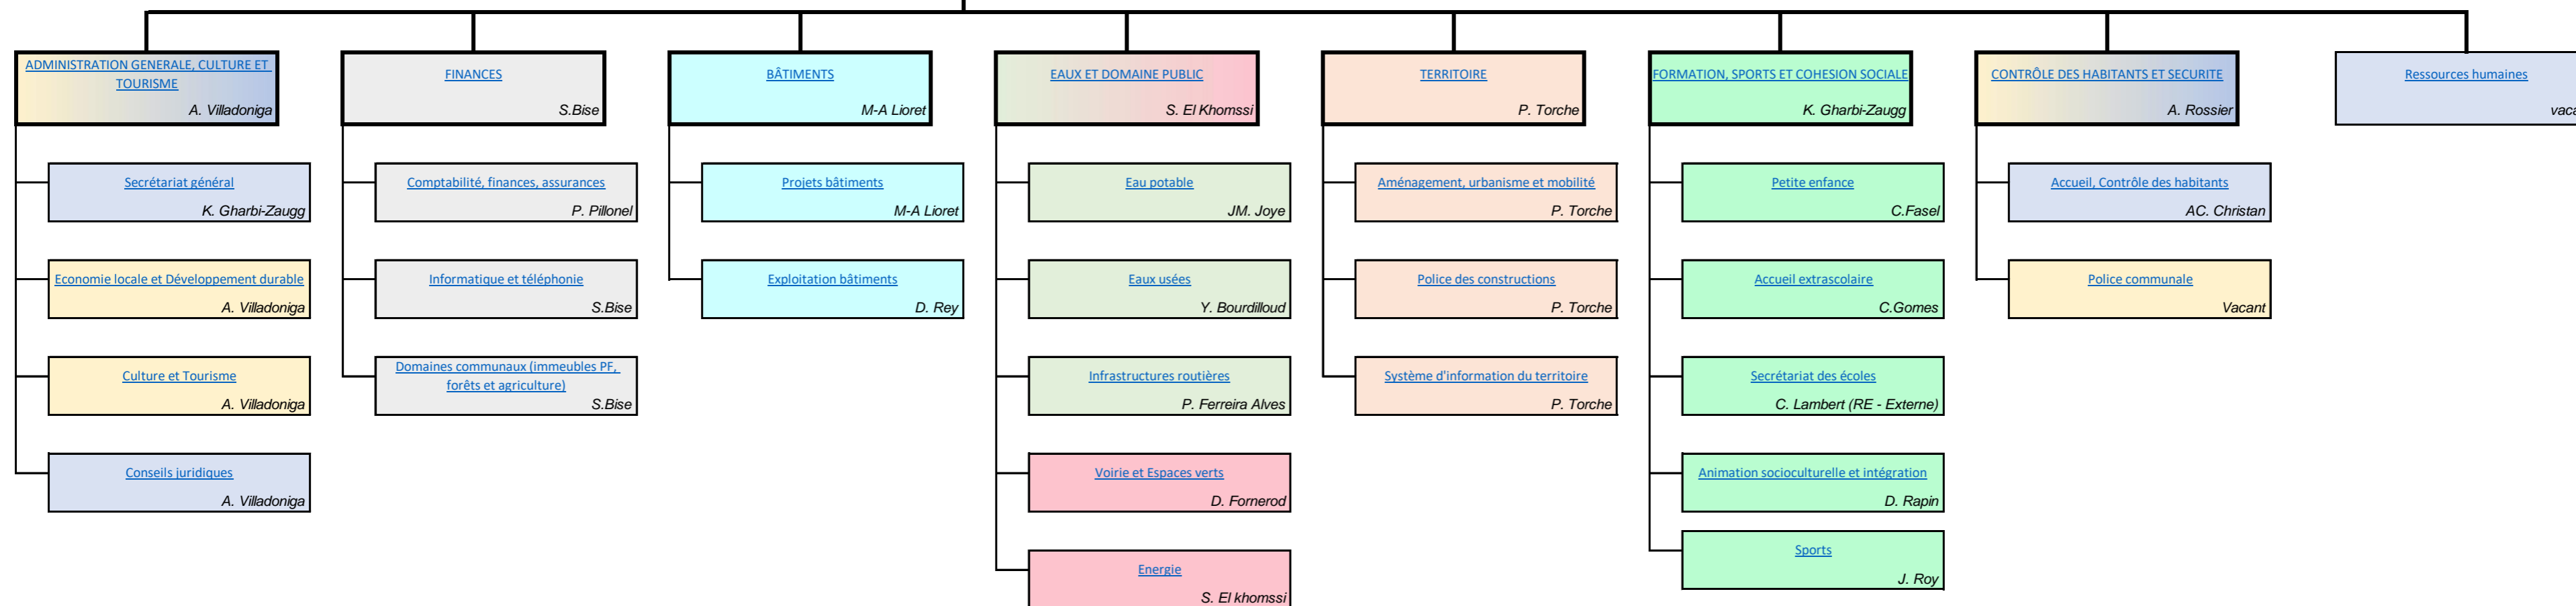 ADMINISTRATION GENERALE, CULTURE ET
TOURISME
A. Villadoniga
Secrétariat général
K. Gharbi-Zaugg
Economie locale et Développement durable
A. Villadoniga
Culture et Tourisme
A. Villadoniga
Conseils juridiques
A. Villadoniga
FINANCES
S.Bise
Comptabilité, finances, assurances
P. Pillonel
Informatique et téléphonie
S.Bise
Domaines communaux (immeubles PF,
forêts et agriculture)
S.Bise
BÂTIMENTS
M-A Lioret
Projets bâtiments
M-A Lioret
Exploitation bâtiments
D. Rey
EAUX ET DOMAINE PUBLIC
S. El Khomssi
Eau potable
JM. Joye
Eaux usées
Y. Bourdilloud
Infrastructures routières
P. Ferreira Alves
Voirie et Espaces verts
D. Fornerod
Energie
S. El khomssi
TERRITOIRE
P. Torche
Aménagement, urbanisme et mobilité
P. Torche
Police des constructions
P. Torche
Système d'information du territoire
P. Torche
FORMATION, SPORTS ET COHESION SOCIALE
K. Gharbi-Zaugg
Petite enfance
C.Fasel
Accueil extrascolaire
C.Gomes
Secrétariat des écoles
C. Lambert (RE - Externe)
Animation socioculturelle et intégration
D. Rapin
Sports
J. Roy
CONTRÔLE DES HABITANTS ET SECURITE
A. Rossier
Accueil, Contrôle des habitants
AC. Christan
Police communale
Vacant
Ressources humaines